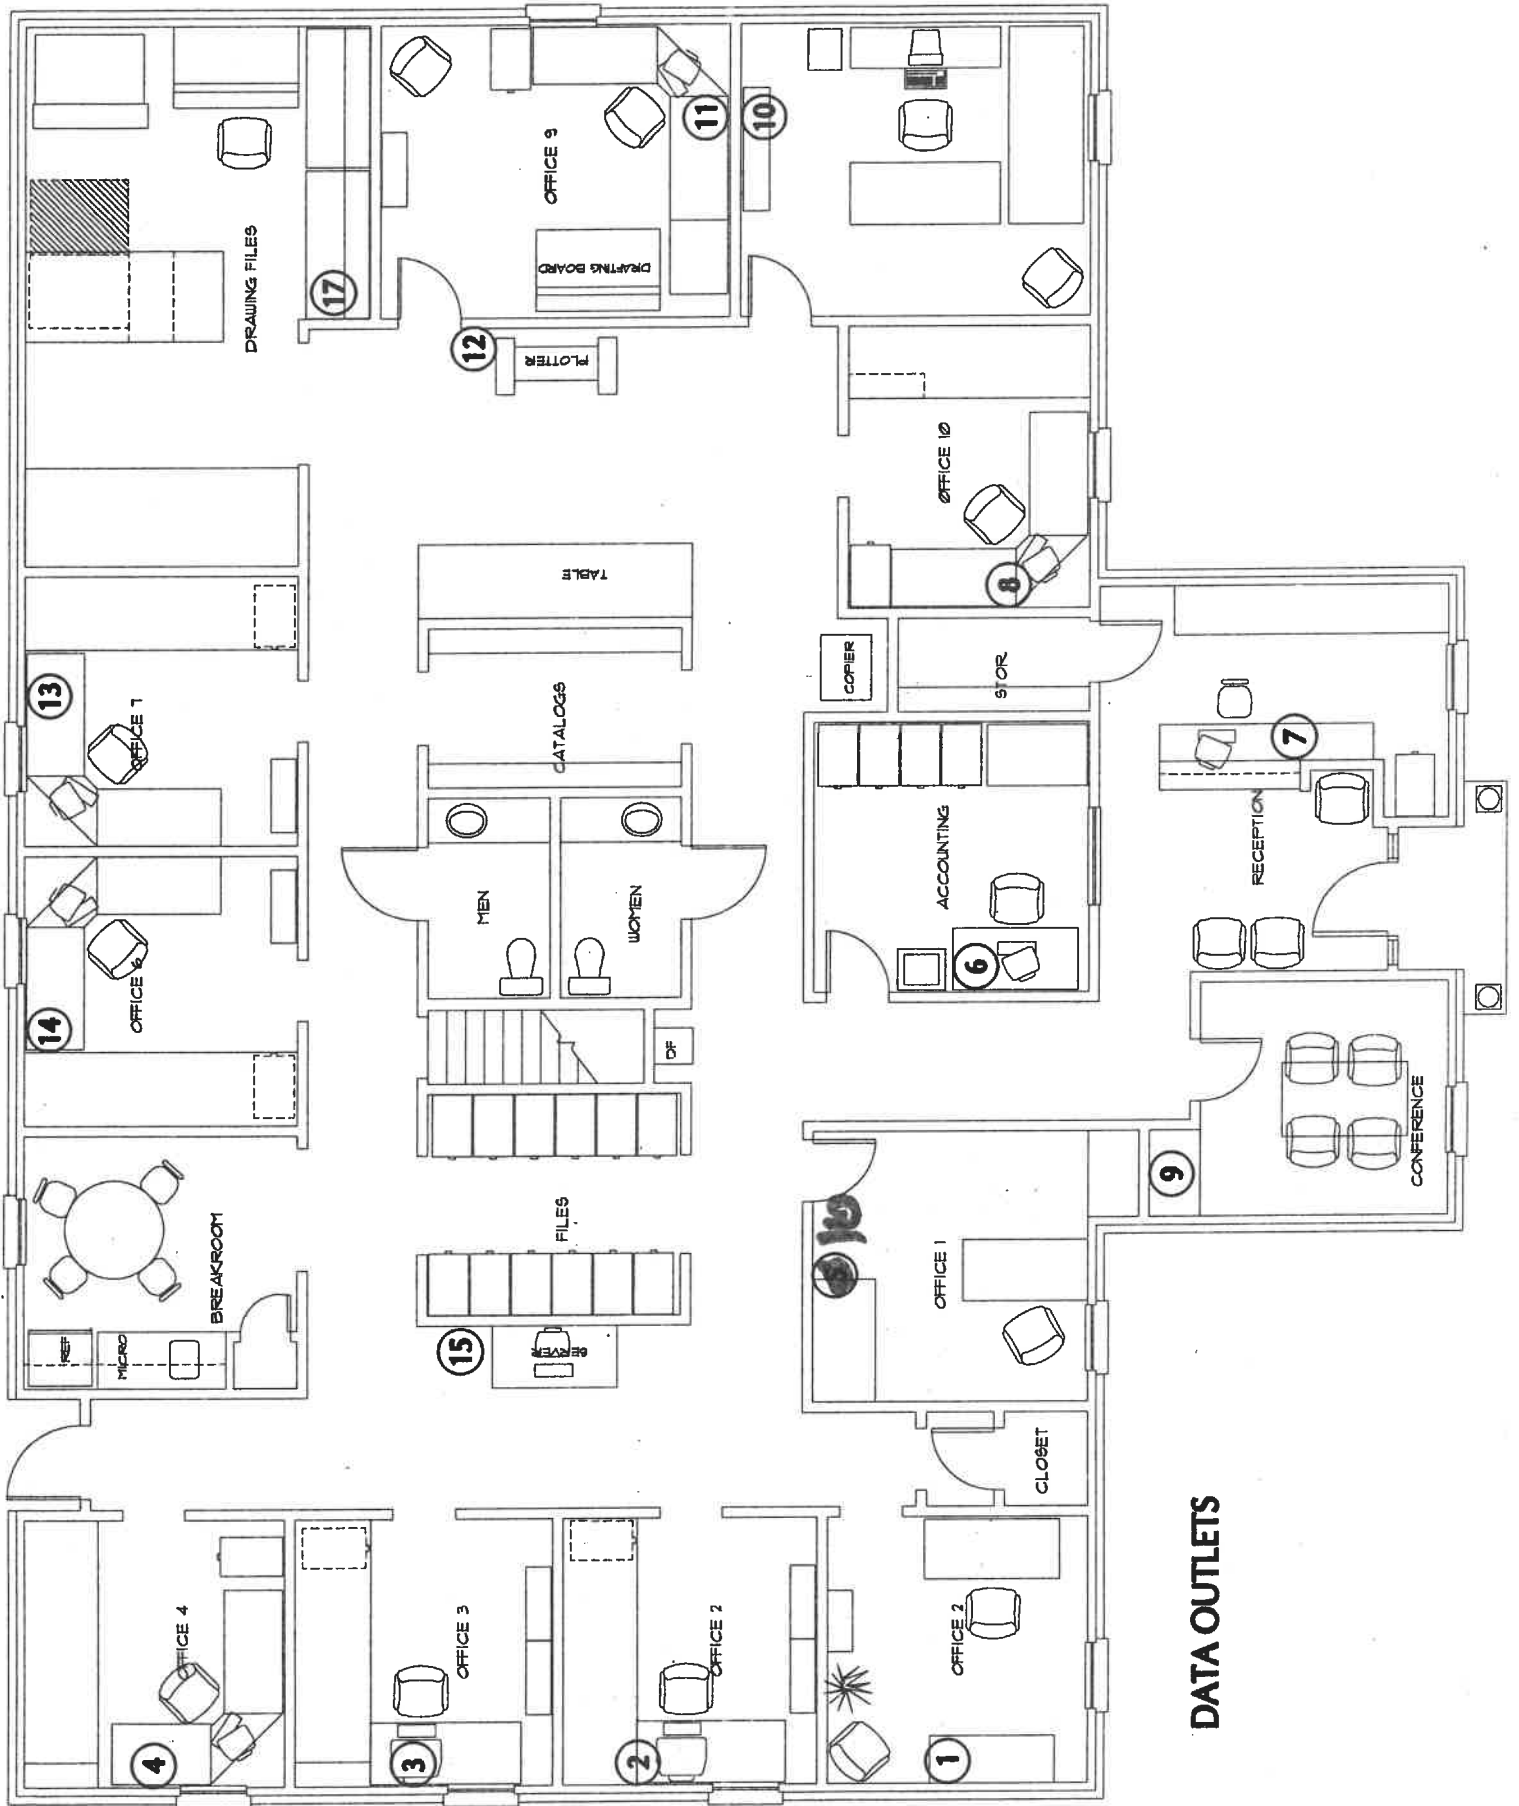 DRAWING FILES
17
OFFICE 9
11
DRAFTING BOARD
10
12
PLOTTER
OFFICE 10
8
TABLE
13
OFFICE 7
CATALOGS
COPIER
STOR
7
RECEPTION
ACCOUNTING
6
MEN
WOMEN
14
OFFICE 6
DF
CONFERENCE
9
BREAKROOM
REF
MICRO
FILES
15
SERVER
16
OFFICE 1
CLOSET
OFFICE 4
4
OFFICE 3
3
OFFICE 2
2
OFFICE 2
1
DATA OUTLETS